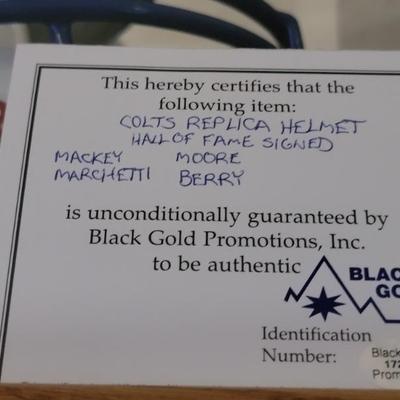 This hereby certifies that the
following item:
COLTS REPLICA HELMET
HALL OF FAME SIGNED
MACKEY MOORE
MARCHETTI BERRY
is unconditionally guaranteed by
Black Gold Promotions, Inc.
to be authentic
BLAC
GO
Identification
Number:
Black
172
Prom